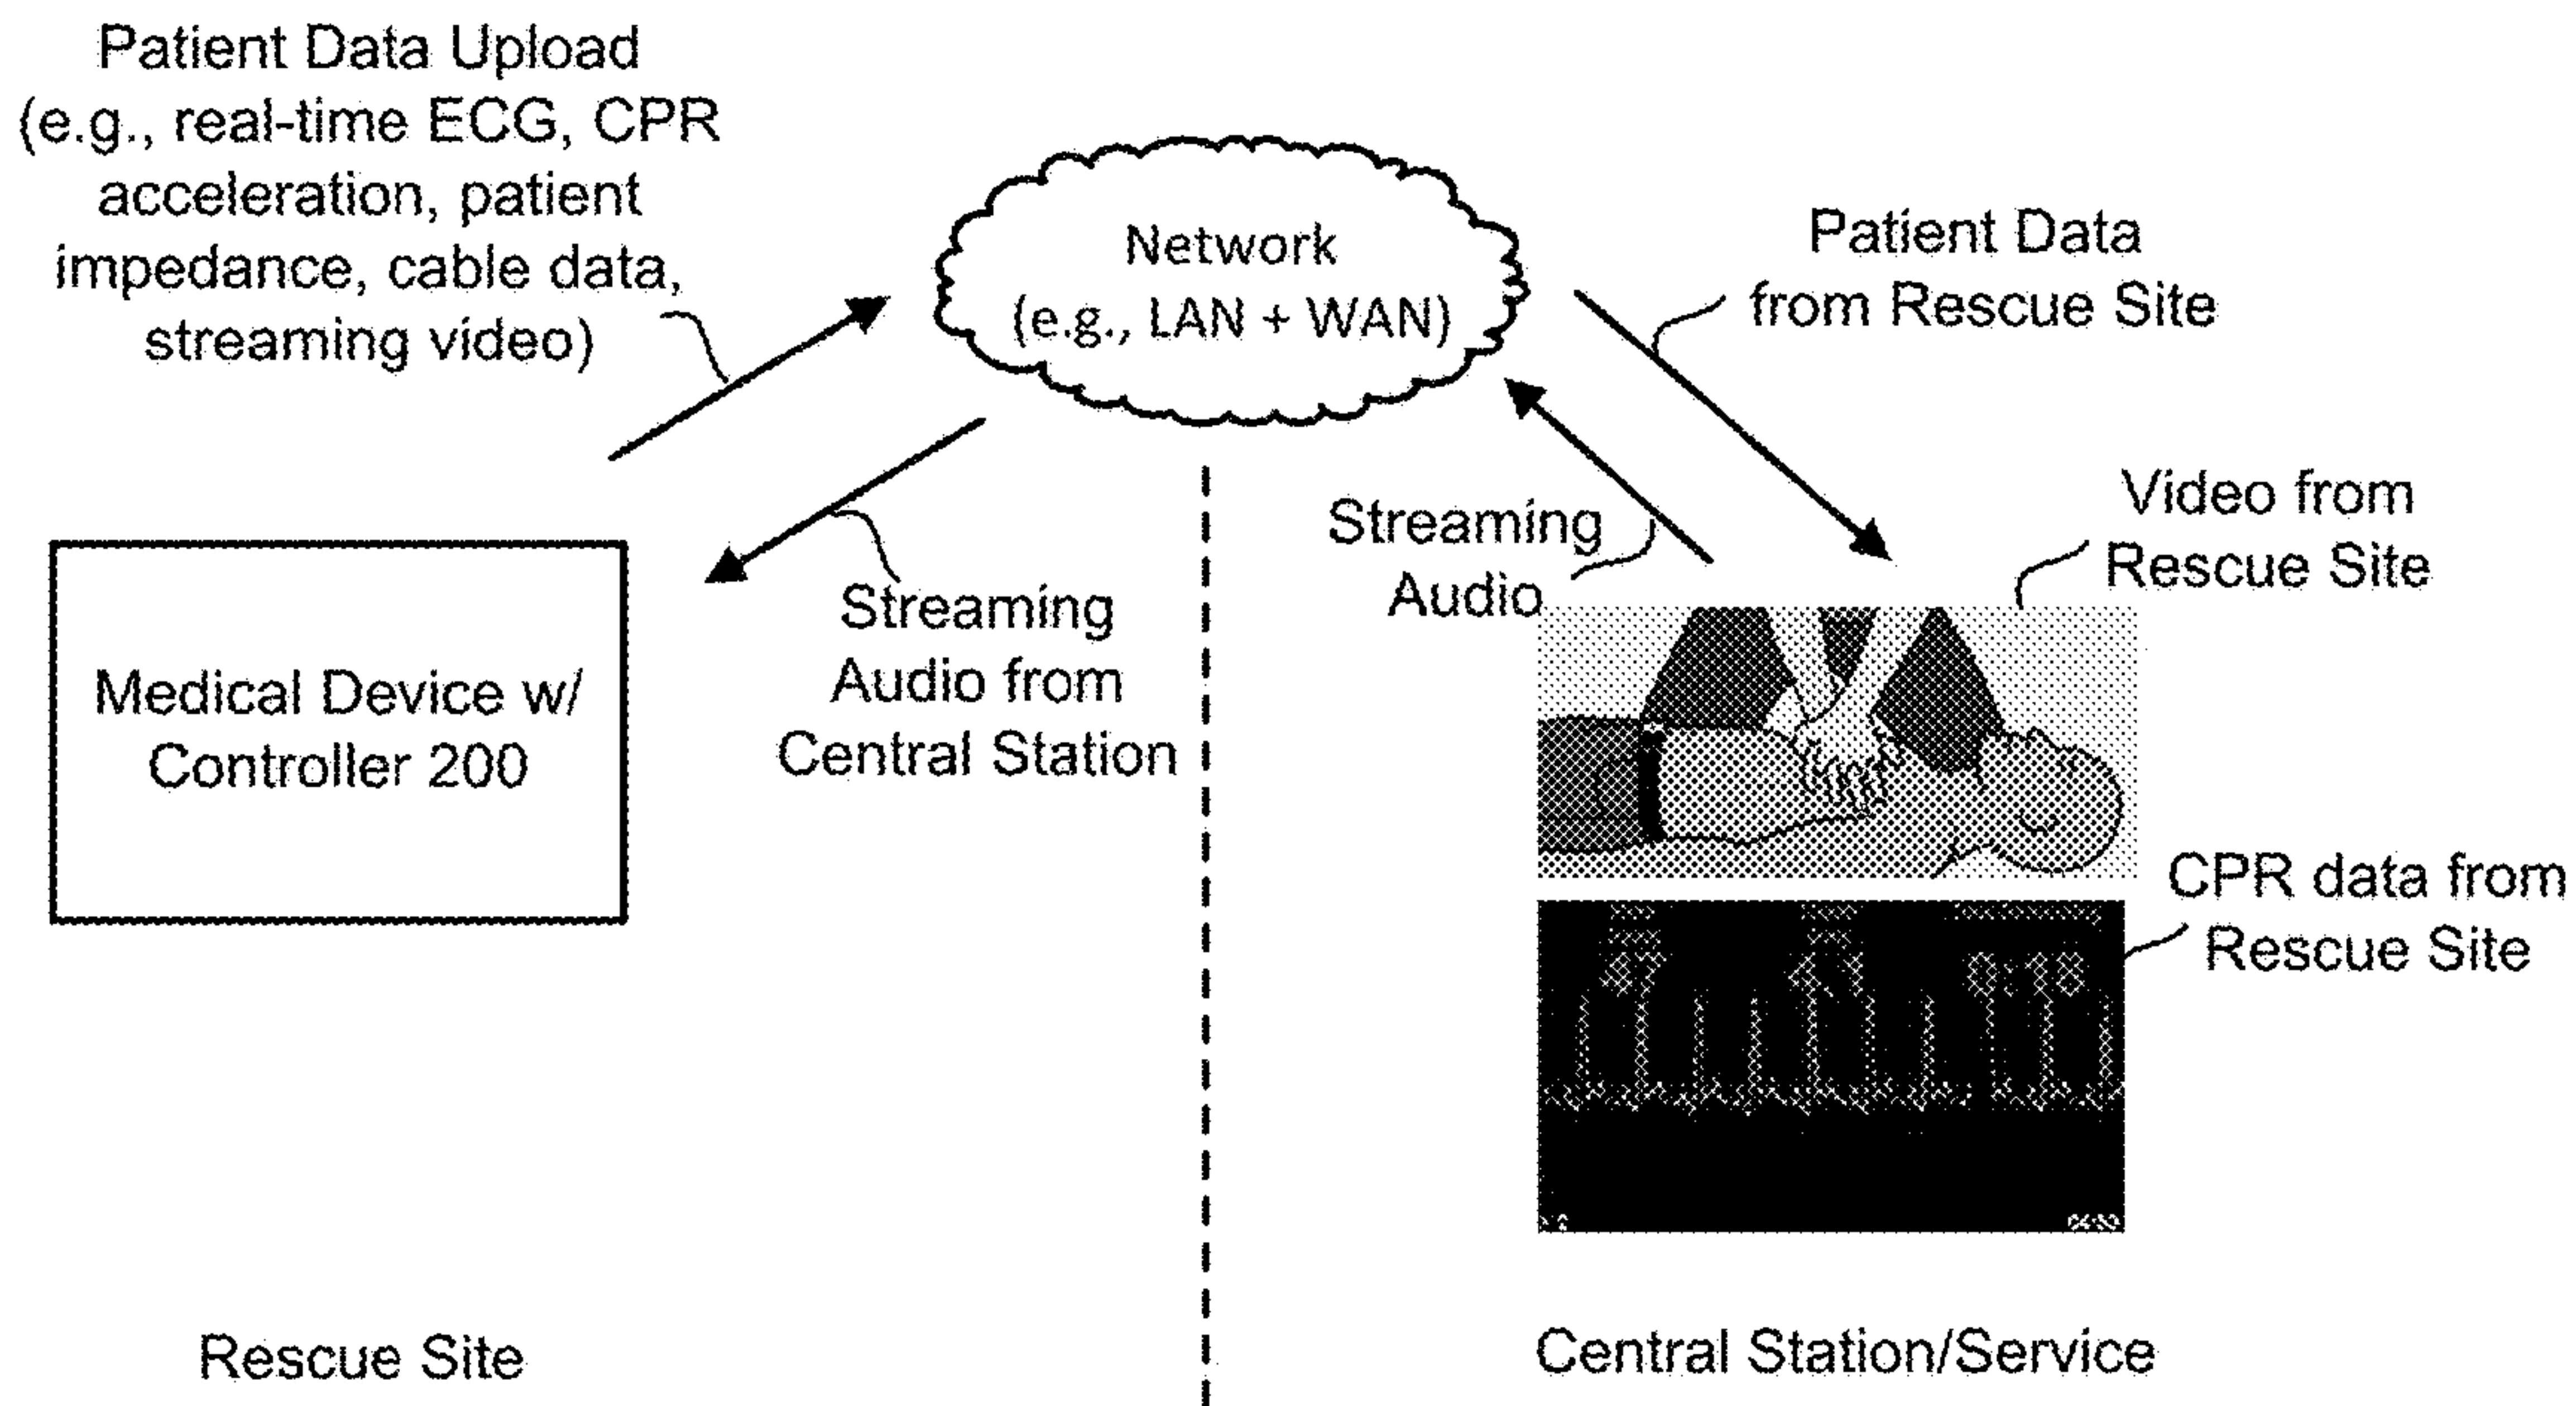 Patient Data Upload
(e.g., real-time ECG, CPR
acceleration, patient
impedance, cable data,
streaming video)
Network
(e.g., LAN + WAN)
Patient Data
from Rescue Site
Streaming
Audio
Video from
Rescue Site
Medical Device w/
Controller 200
Streaming
Audio from
Central Station
CPR data from
Rescue Site
Rescue Site
Central Station/Service